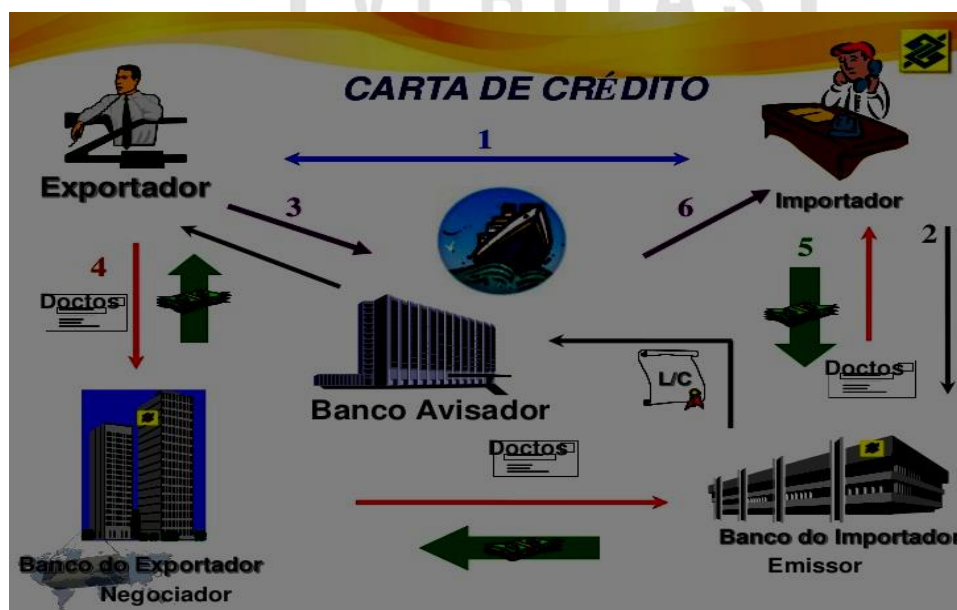 CARTA DE CRÉDITO
1
Exportador
Importador
3
6
2
4
5
Doctos
L/C
Doctos
Banco Avisador
Doctos
Banco do Exportador
Negociador
Banco do Importador
Emissor